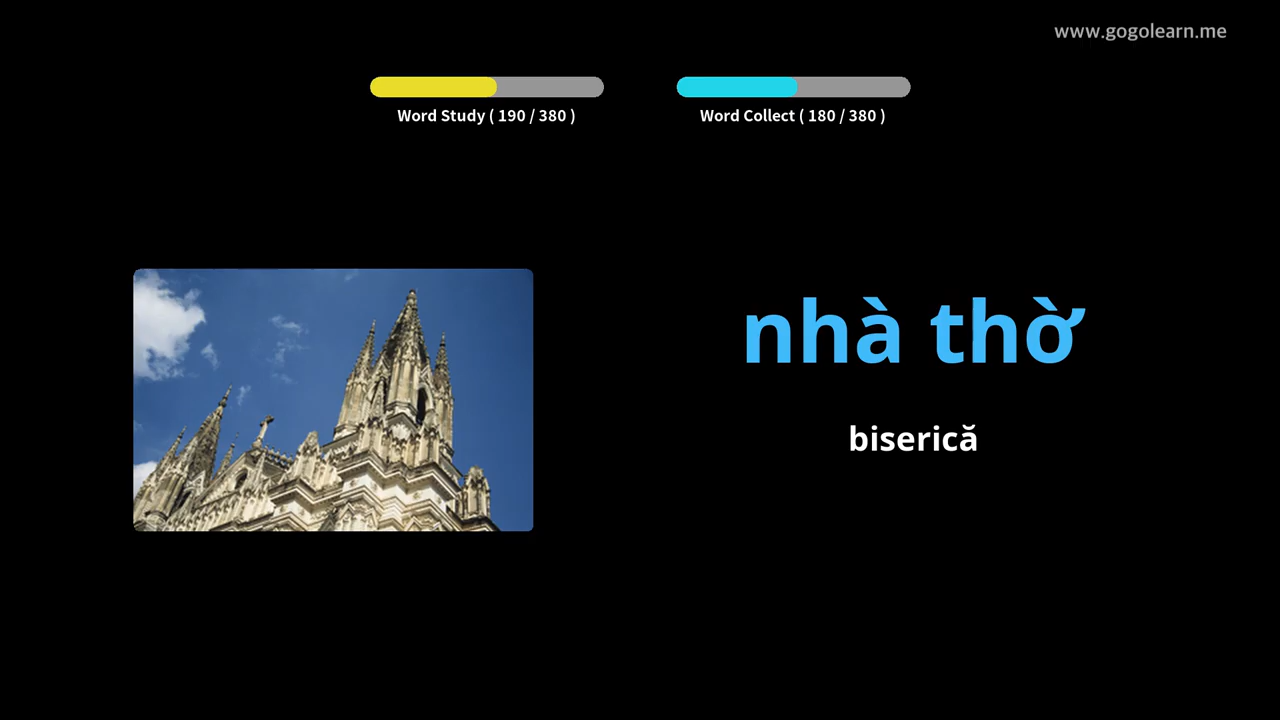 www.gogolearn.me
Word Study ( 190 / 380 )
Word Collect ( 180 / 380 )
nhà thờ
biserică